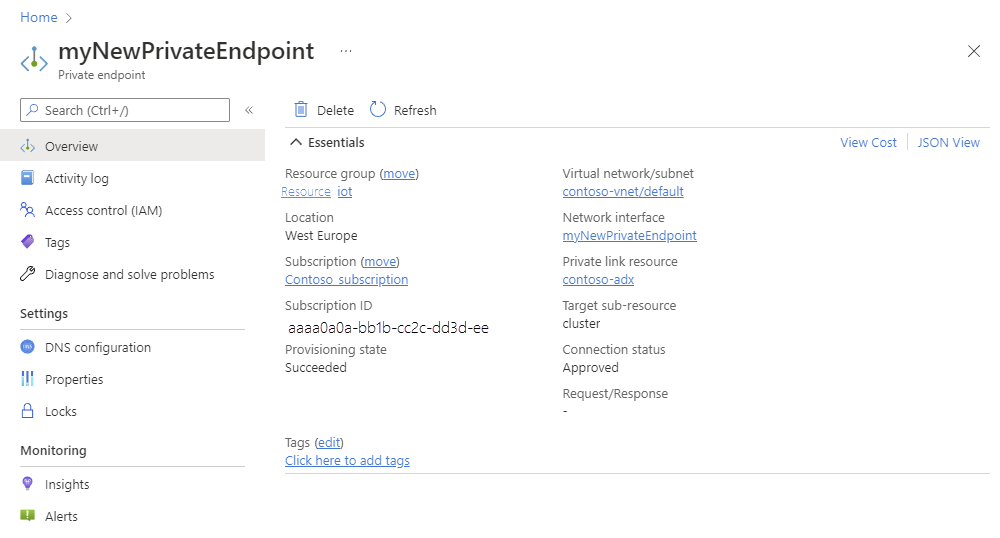 Home
myNewPrivateEndpoint ...
Private endpoint
Search (Ctrl+/)
«
Overview
Activity log
Access control (IAM)
Tags
Diagnose and solve problems
Settings
DNS configuration
Properties
Locks
Monitoring
Insights
Alerts
Delete Refresh
Essentials
View Cost JSON View
Resource group (move)
Resource iot
Location
West Europe
Subscription (move)
Contoso subscription
Subscription ID
aaaa0a0a-bb1b-cc2c-dd3d-ee
Provisioning state
Succeeded
Virtual network/subnet
contoso-vnet/default
Network interface
myNewPrivateEndpoint
Private link resource
contoso-adx
Target sub-resource
cluster
Connection status
Approved
Request/Response
-
Tags (edit)
Click here to add tags